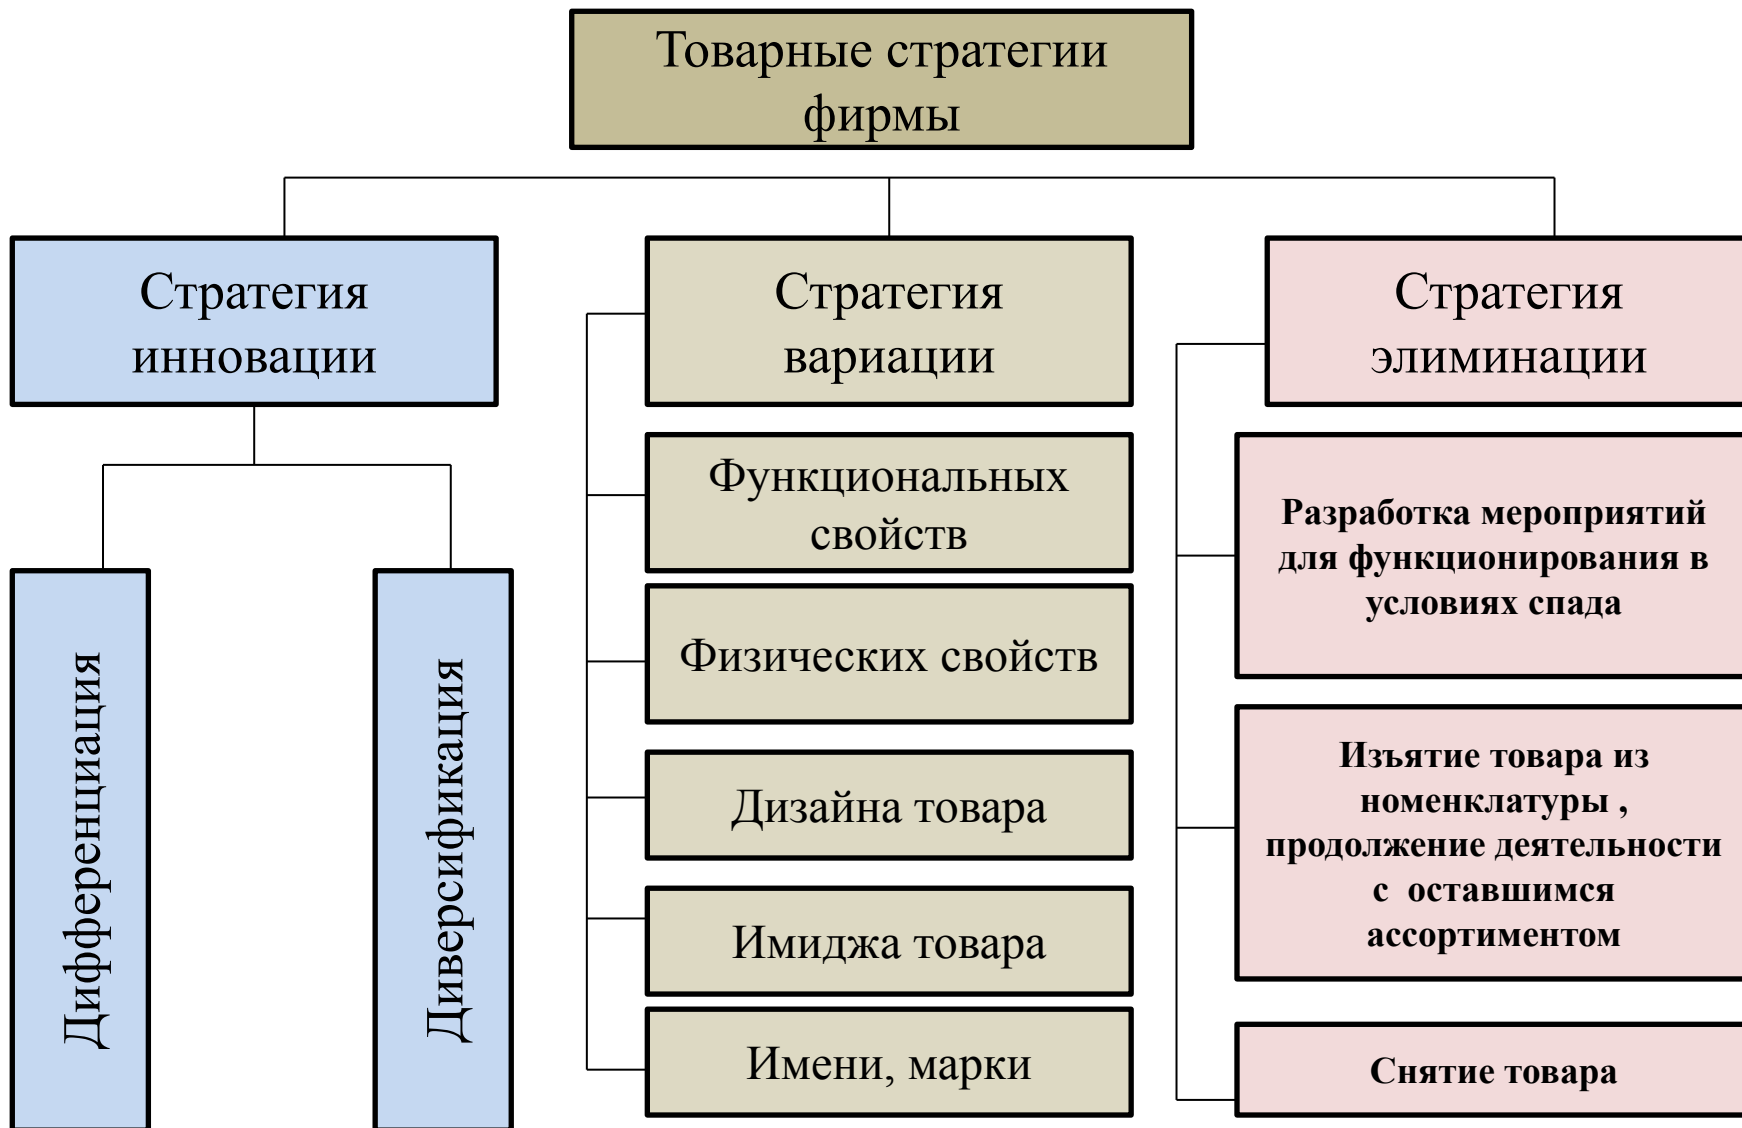 Товарные стратегии
фирмы
Стратегия
инновации
Стратегия
вариации
Стратегия
элиминации
Дифференциация
Диверсификация
Функциональных
свойств
Физических свойств
Дизайна товара
Имиджа товара
Имени, марки
Разработка мероприятий
для функционирования в
условиях спада
Изъятие товара из
номенклатуры ,
продолжение деятельности
с оставшимся
ассортиментом
Снятие товара